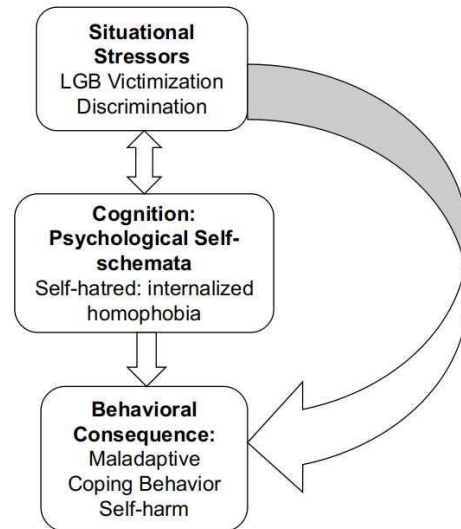 Situational
Stressors
LGB Victimization
Discrimination
Cognition:
Psychological Self-
schemata
Self-hatred: internalized
homophobia
Behavioral
Consequence:
Maladaptive
Coping Behavior
Self-harm